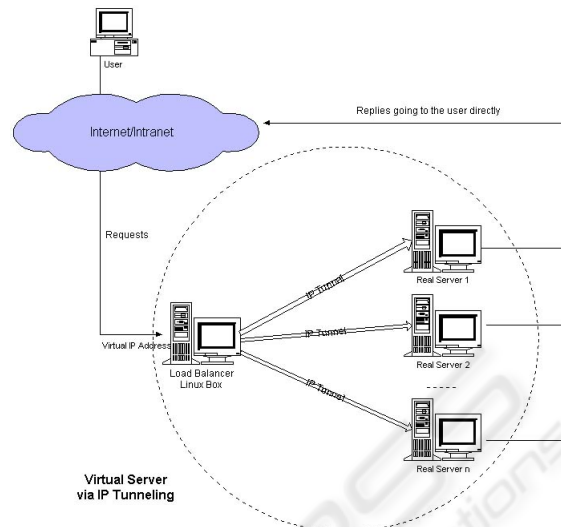 User
Internet/Intranet
Replies going to the user directly
Requests
IP Tunnel
Real Server 1
Virtual IP Address
IP Tunnel
Load Balancer
Linux Box
Real Server 2
IP Tunnel
Real Server n
Virtual Server
via IP Tunneling